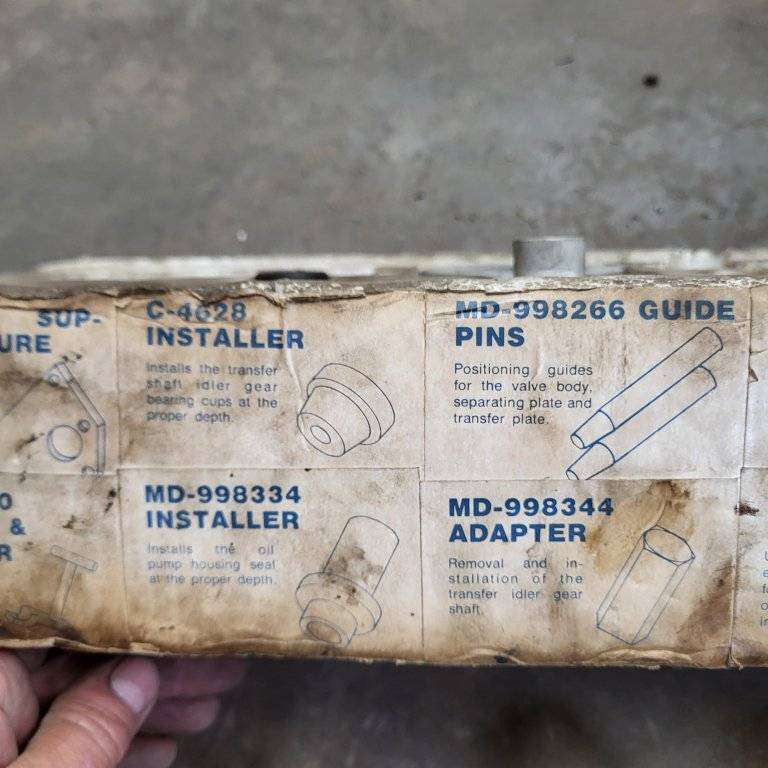 SUP-
URE
C-4628
INSTALLER
Installs the transfer
shaft idler gear
bearing cups at the
proper depth.
MD-998266 GUIDE
PINS
Positioning guides
for the valve body,
separating plate and
transfer plate.
0
&
R
MD-998334
INSTALLER
Installs the oil
pump housing seal
at the proper depth.
MD-998344
ADAPTER
Removal and in-
stallation of the
transfer idler gear
shaft.